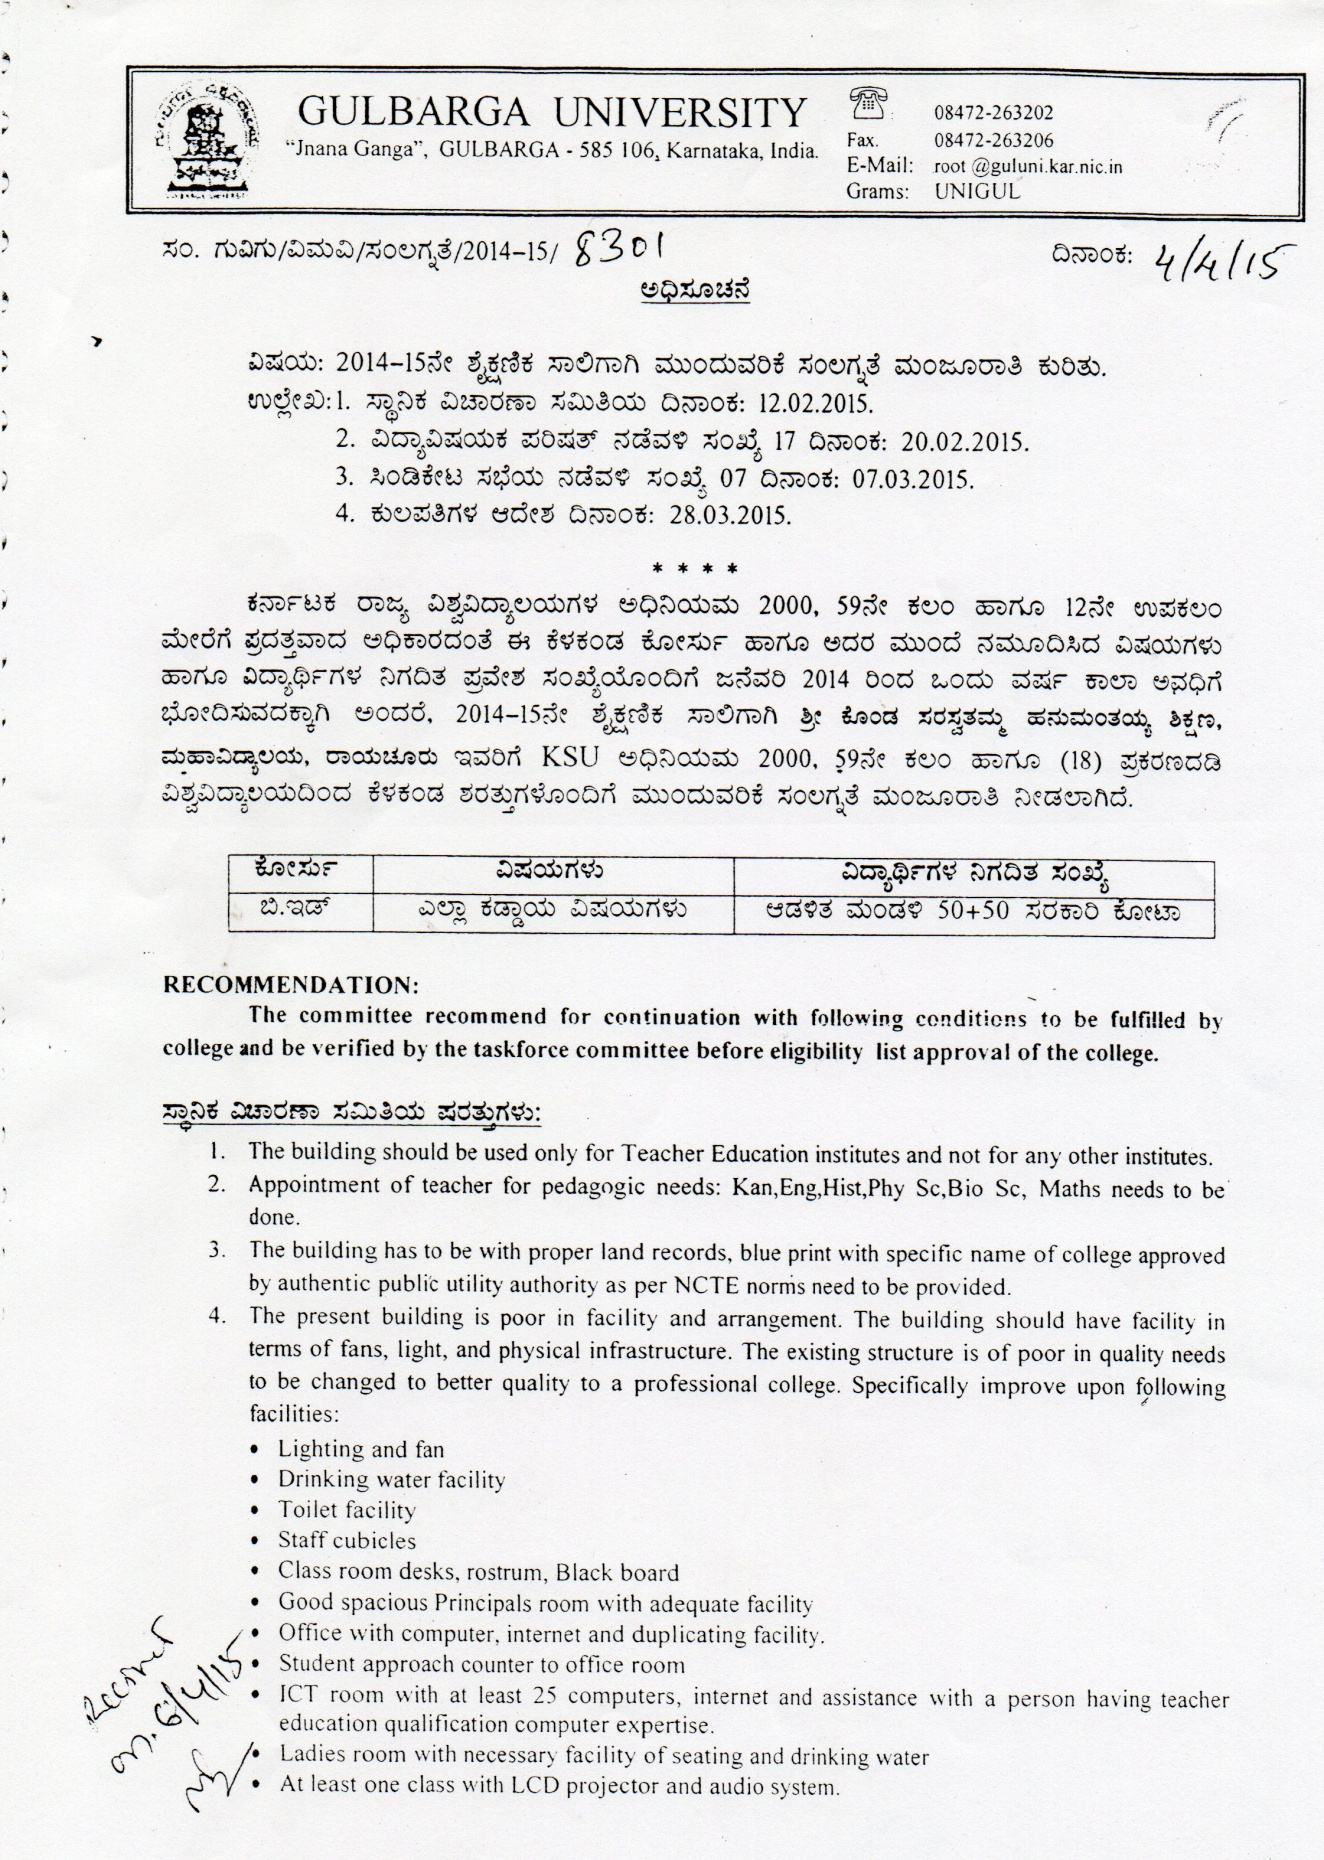 GULBARGA UNIVERSITY
"Jnana Ganga", GULBARGA - 585 106, Karnataka, India.
08472-263202
Fax. 08472-263206
E-Mail: root @guluni.kar.nic.in
Grams: UNIGUL
ಸಂ. ಗುವಿಗು/ವಿಮವಿ/ಸಂಲಗ್ನತೆ/2014-15/ 8301 ದಿನಾಂಕ: 4/4/15
ಅಧಿಸೂಚನೆ
ವಿಷಯ: 2014-15ನೇ ಶೈಕ್ಷಣಿಕ ಸಾಲಿಗಾಗಿ ಮುಂದುವರಿಕೆ ಸಂಲಗ್ನತೆ ಮಂಜೂರಾತಿ ಕುರಿತು.
ಉಲ್ಲೇಖ:1. ಸ್ಥಾನಿಕ ವಿಚಾರಣಾ ಸಮಿತಿಯ ದಿನಾಂಕ: 12.02.2015.
2. ವಿದ್ಯಾವಿಷಯಕ ಪರಿಷತ್ ನಡೆವಳಿ ಸಂಖ್ಯೆ 17 ದಿನಾಂಕ: 20.02.2015.
3. ಸಿಂಡಿಕೇಟ ಸಭೆಯ ನಡೆವಳಿ ಸಂಖ್ಯೆ 07 ದಿನಾಂಕ: 07.03.2015.
4. ಕುಲಪತಿಗಳ ಆದೇಶ ದಿನಾಂಕ: 28.03.2015.
* * * *
ಕರ್ನಾಟಕ ರಾಜ್ಯ ವಿಶ್ವವಿದ್ಯಾಲಯಗಳ ಅಧಿನಿಯಮ 2000, 59ನೇ ಕಲಂ ಹಾಗೂ 12ನೇ ಉಪಕಲಂ
ಮೇರೆಗೆ ಪ್ರದತ್ತವಾದ ಅಧಿಕಾರದಂತೆ ಈ ಕೆಳಕಂಡ ಕೋರ್ಸು ಹಾಗೂ ಅದರ ಮುಂದೆ ನಮೂದಿಸಿದ ವಿಷಯಗಳು
ಹಾಗೂ ವಿದ್ಯಾರ್ಥಿಗಳ ನಿಗದಿತ ಪ್ರವೇಶ ಸಂಖ್ಯೆಯೊಂದಿಗೆ ಜನೆವರಿ 2014 ರಿಂದ ಒಂದು ವರ್ಷ ಕಾಲಾ ಅವಧಿಗೆ
ಭೋದಿಸುವದಕ್ಕಾಗಿ ಅಂದರೆ, 2014-15ನೇ ಶೈಕ್ಷಣಿಕ ಸಾಲಿಗಾಗಿ ಶ್ರೀ ಕೊಂಡ ಸರಸ್ವತಮ್ಮ ಹನುಮಂತಯ್ಯ ಶಿಕ್ಷಣ,
ಮಹಾವಿದ್ಯಾಲಯ, ರಾಯಚೂರು ಇವರಿಗೆ KSU ಅಧಿನಿಯಮ 2000, 59ನೇ ಕಲಂ ಹಾಗೂ (18) ಪ್ರಕರಣದಡಿ
ವಿಶ್ವವಿದ್ಯಾಲಯದಿಂದ ಕೆಳಕಂಡ ಶರತ್ತುಗಳೊಂದಿಗೆ ಮುಂದುವರಿಕೆ ಸಂಲಗ್ನತೆ ಮಂಜೂರಾತಿ ನೀಡಲಾಗಿದೆ.
ಕೋರ್ಸು ವಿಷಯಗಳು ವಿದ್ಯಾರ್ಥಿಗಳ ನಿಗದಿತ ಸಂಖ್ಯೆ
ಬಿ.ಇಡ್ ಎಲ್ಲಾ ಕಡ್ಡಾಯ ವಿಷಯಗಳು ಆಡಳಿತ ಮಂಡಳಿ 50+50 ಸರಕಾರಿ ಕೋಟಾ
RECOMMENDATION:
The committee recommend for continuation with following conditions to be fulfilled by
college and be verified by the taskforce committee before eligibility list approval of the college.
ಸ್ಥಾನಿಕ ವಿಚಾರಣಾ ಸಮಿತಿಯ ಷರತ್ತುಗಳು:
1. The building should be used only for Teacher Education institutes and not for any other institutes.
2. Appointment of teacher for pedagogic needs: Kan,Eng,Hist,Phy Sc,Bio Sc, Maths needs to be
done.
3. The building has to be with proper land records, blue print with specific name of college approved
by authentic public utility authority as per NCTE norms need to be provided.
4. The present building is poor in facility and arrangement. The building should have facility in
terms of fans, light, and physical infrastructure. The existing structure is of poor in quality needs
to be changed to better quality to a professional college. Specifically improve upon following
facilities:
• Lighting and fan
• Drinking water facility
• Toilet facility
• Staff cubicles
• Class room desks, rostrum, Black board
• Good spacious Principals room with adequate facility
• Office with computer, internet and duplicating facility.
• Student approach counter to office room
• ICT room with at least 25 computers, internet and assistance with a person having teacher
education qualification computer expertise.
• Ladies room with necessary facility of seating and drinking water
• At least one class with LCD projector and audio system.
on. 6/4/15